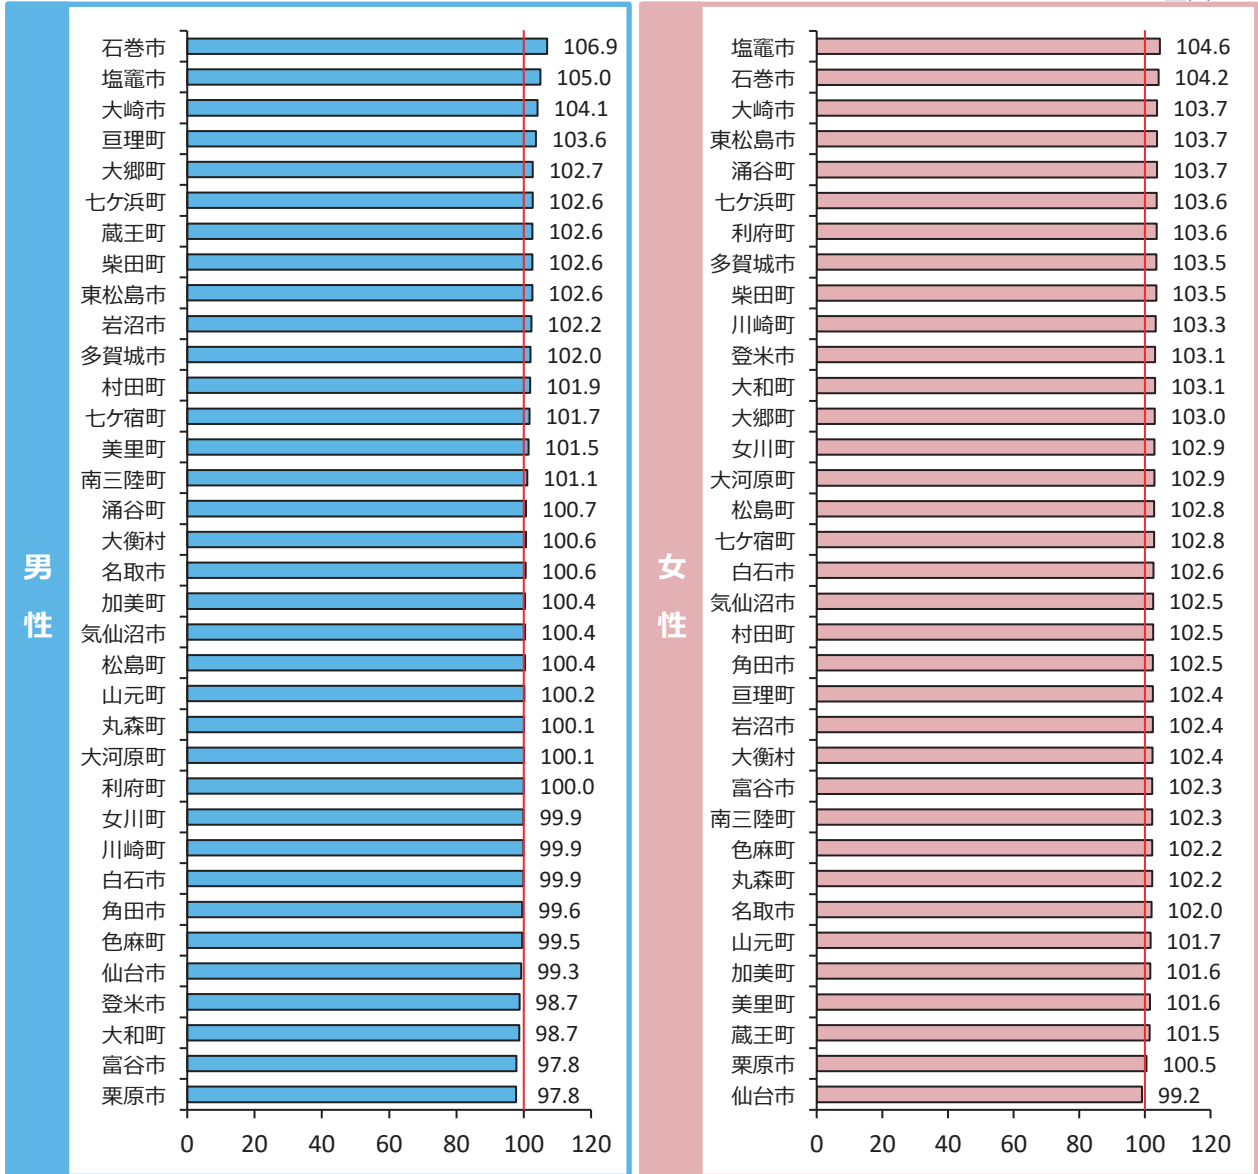 男性
石巻市 106.9
塩竈市 105.0
大崎市 104.1
亘理町 103.6
大郷町 102.7
七ケ浜町 102.6
蔵王町 102.6
柴田町 102.6
東松島市 102.6
岩沼市 102.2
多賀城市 102.0
村田町 101.9
七ケ宿町 101.7
美里町 101.5
南三陸町 101.1
涌谷町 100.7
大衡村 100.6
名取市 100.6
加美町 100.4
気仙沼市 100.4
松島町 100.4
山元町 100.2
丸森町 100.1
大河原町 100.1
利府町 100.0
女川町 99.9
川崎町 99.9
白石市 99.9
角田市 99.6
色麻町 99.5
仙台市 99.3
登米市 98.7
大和町 98.7
富谷市 97.8
栗原市 97.8
0 20 40 60 80 100 120
女性
塩竈市 104.6
石巻市 104.2
大崎市 103.7
東松島市 103.7
涌谷町 103.7
七ケ浜町 103.6
利府町 103.6
多賀城市 103.5
柴田町 103.5
川崎町 103.3
登米市 103.1
大和町 103.1
大郷町 103.0
女川町 102.9
大河原町 102.9
松島町 102.8
七ケ宿町 102.8
白石市 102.6
気仙沼市 102.5
村田町 102.5
角田市 102.5
亘理町 102.4
岩沼市 102.4
大衡村 102.4
富谷市 102.3
南三陸町 102.3
色麻町 102.2
丸森町 102.2
名取市 102.0
山元町 101.7
加美町 101.6
美里町 101.6
蔵王町 101.5
栗原市 100.5
仙台市 99.2
0 20 40 60 80 100 120